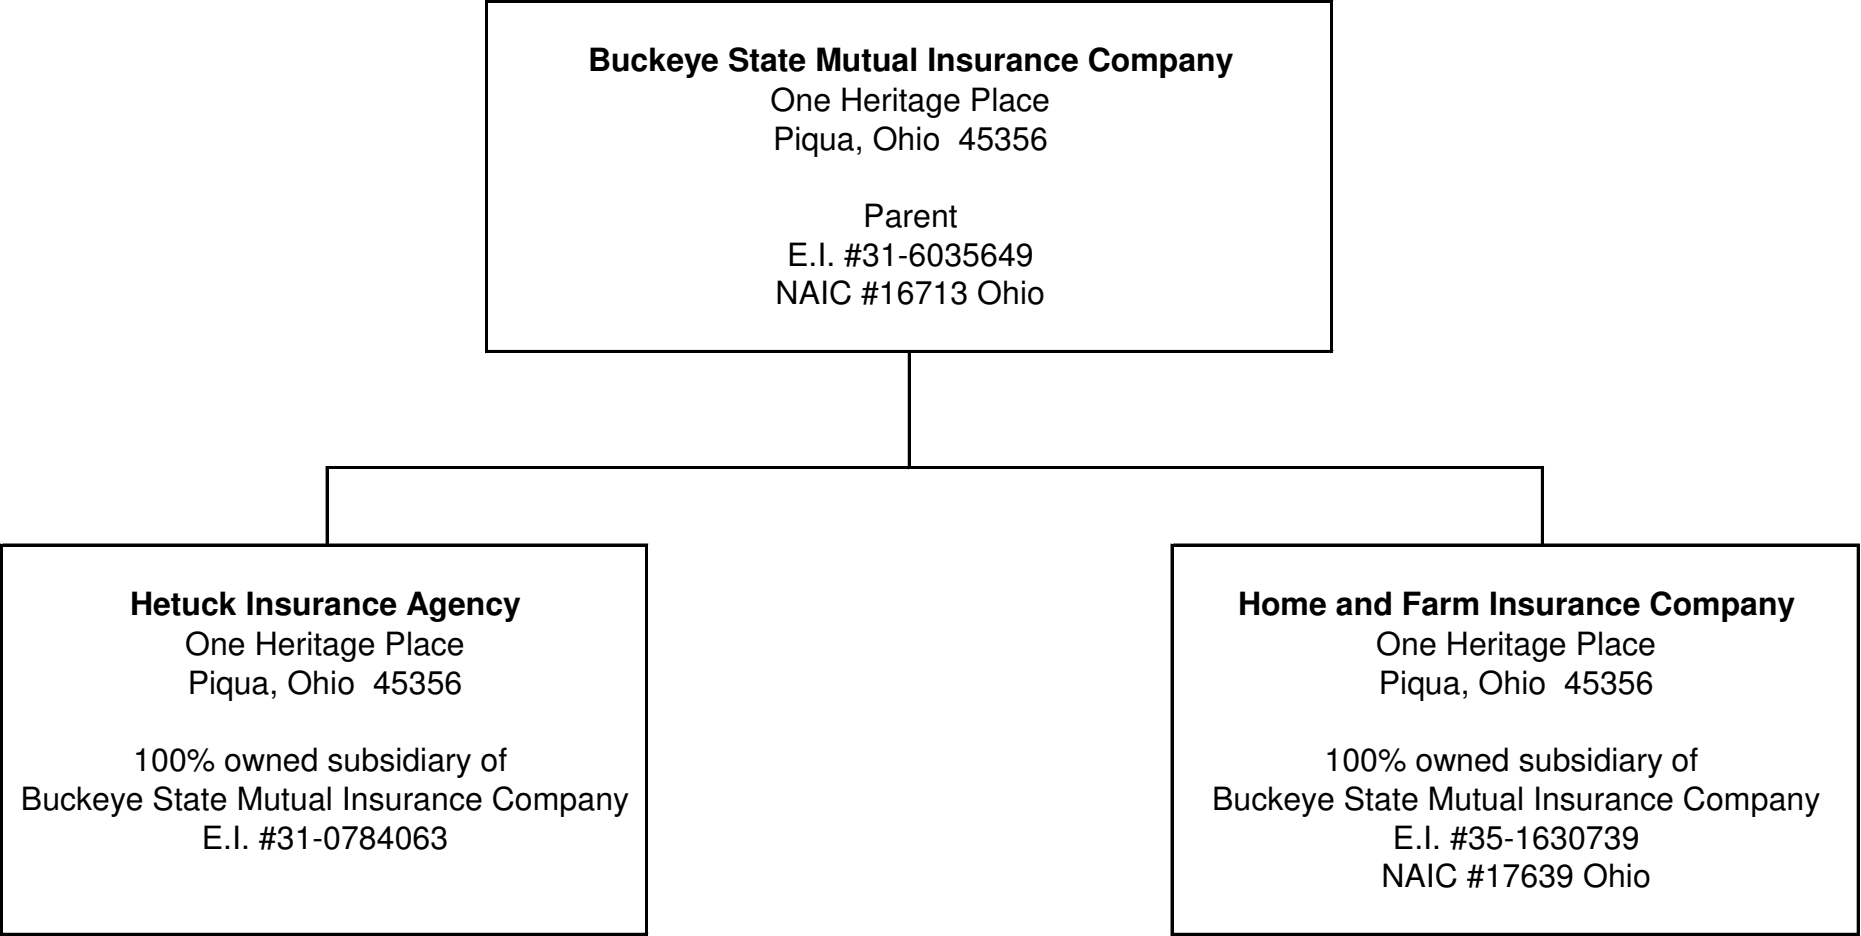 Buckeye State Mutual Insurance Company
One Heritage Place
Piqua, Ohio  45356
Parent
E.I. #31-6035649
NAIC #16713 Ohio
Hetuck Insurance Agency
One Heritage Place
Piqua, Ohio  45356
100% owned subsidiary of
Buckeye State Mutual Insurance Company
E.I. #31-0784063
Home and Farm Insurance Company
One Heritage Place
Piqua, Ohio  45356
100% owned subsidiary of
Buckeye State Mutual Insurance Company
E.I. #35-1630739
NAIC #17639 Ohio